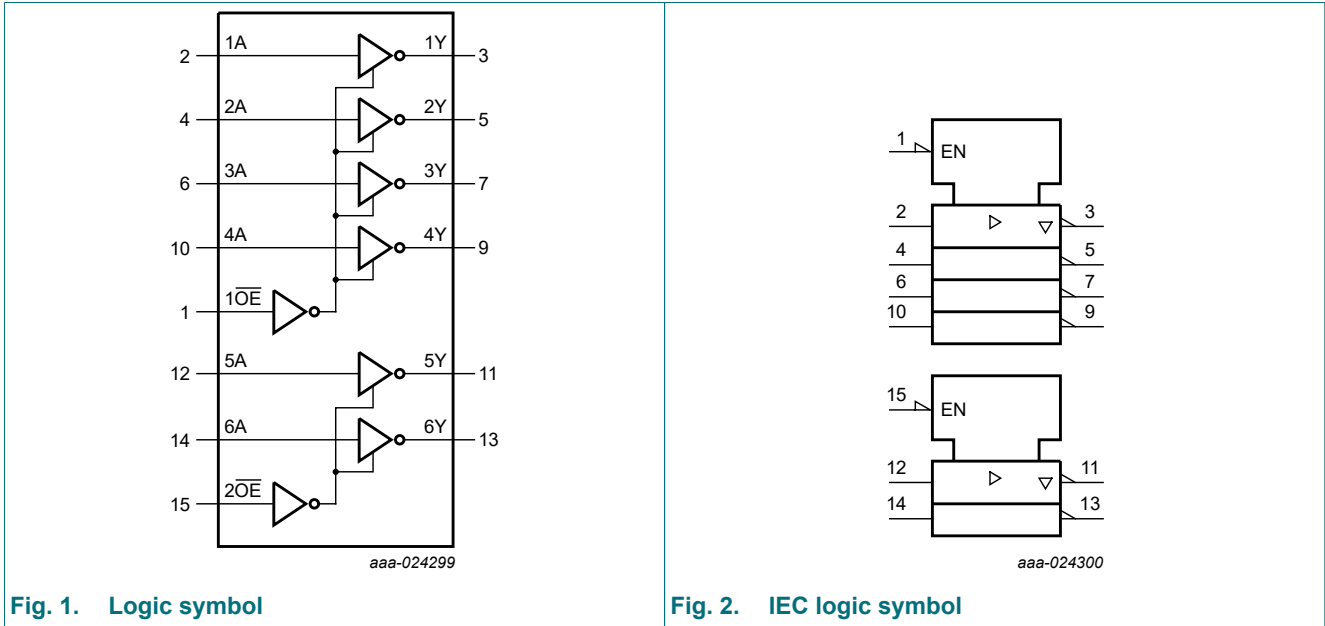 2 1A 1Y 3
4 2A 2Y 5
6 3A 3Y 7
10 4A 4Y 9
1 1O̅E̅
12 5A 5Y 11
14 6A 6Y 13
15 2O̅E̅
aaa-024299
Fig. 1. Logic symbol
1 EN
2 3
4 5
6 7
10 9
15 EN
12 11
14 13
aaa-024300
Fig. 2. IEC logic symbol